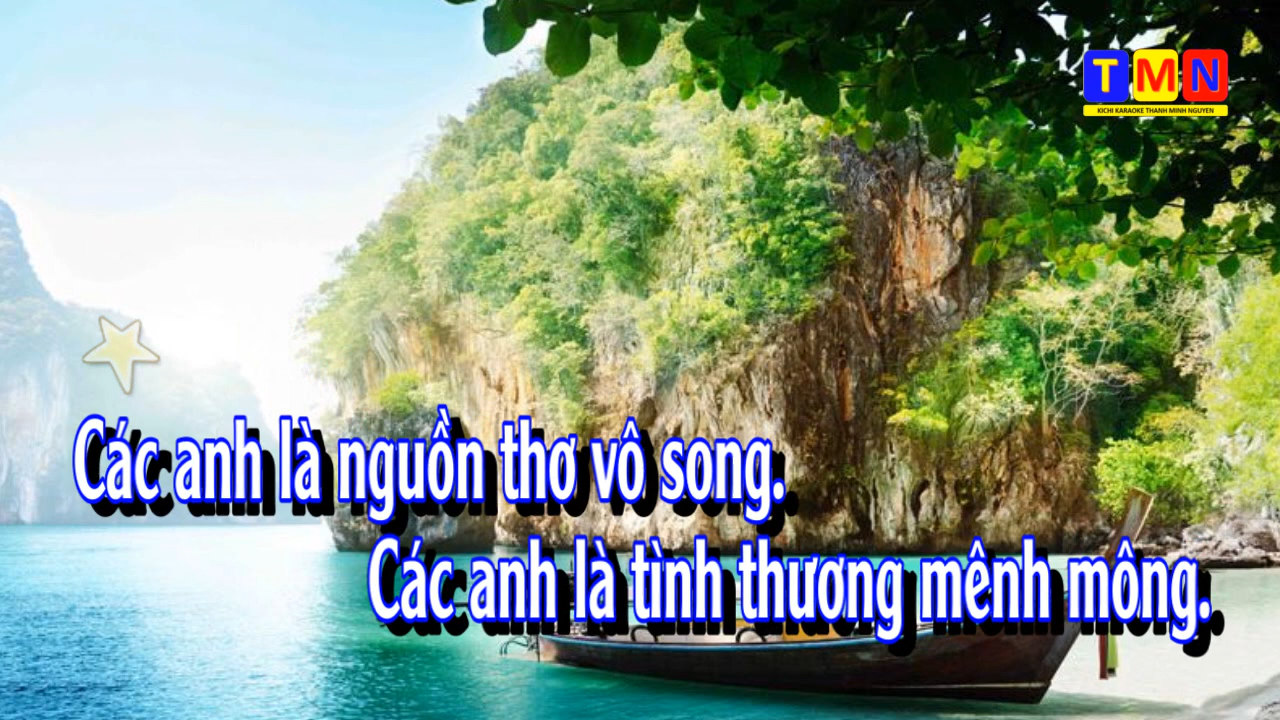 TMN
KICHI KARAOKE THANH MINH NGUYEN
Các anh là nguồn thơ vô song.
Các anh là tình thương mênh mông.